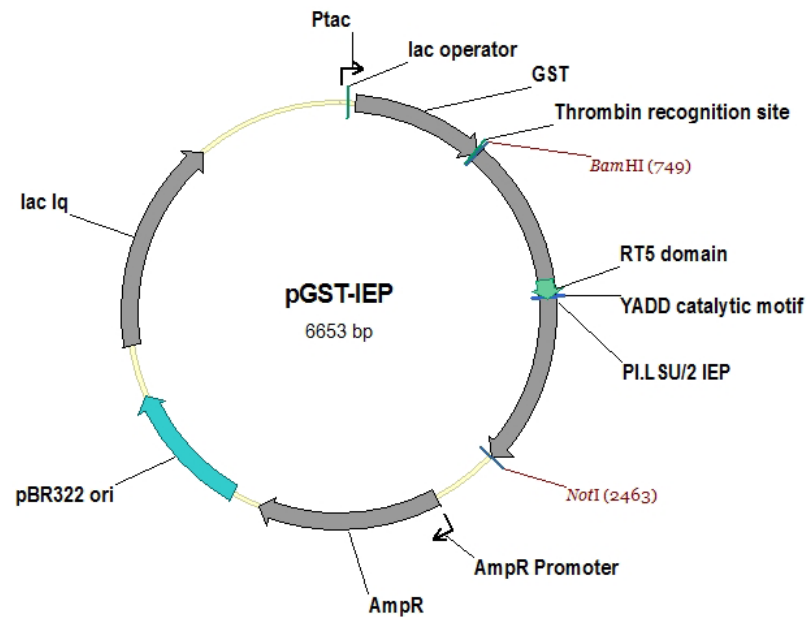 Ptac
lac operator
GST
Thrombin recognition site
BamHI (749)
lac Iq
RT5 domain
pGST-IEP
YADD catalytic motif
6653 bp
PI.LSU/2 IEP
pBR322 ori
NotI (2463)
AmpR Promoter
AmpR